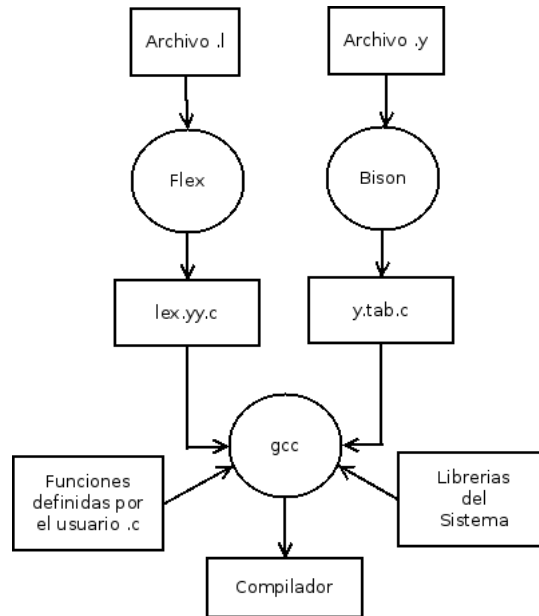 Archivo .l
Archivo .y
Flex
Bison
lex.yy.c
y.tab.c
gcc
Funciones
definidas por
el usuario .c
Librerias
del
Sistema
Compilador